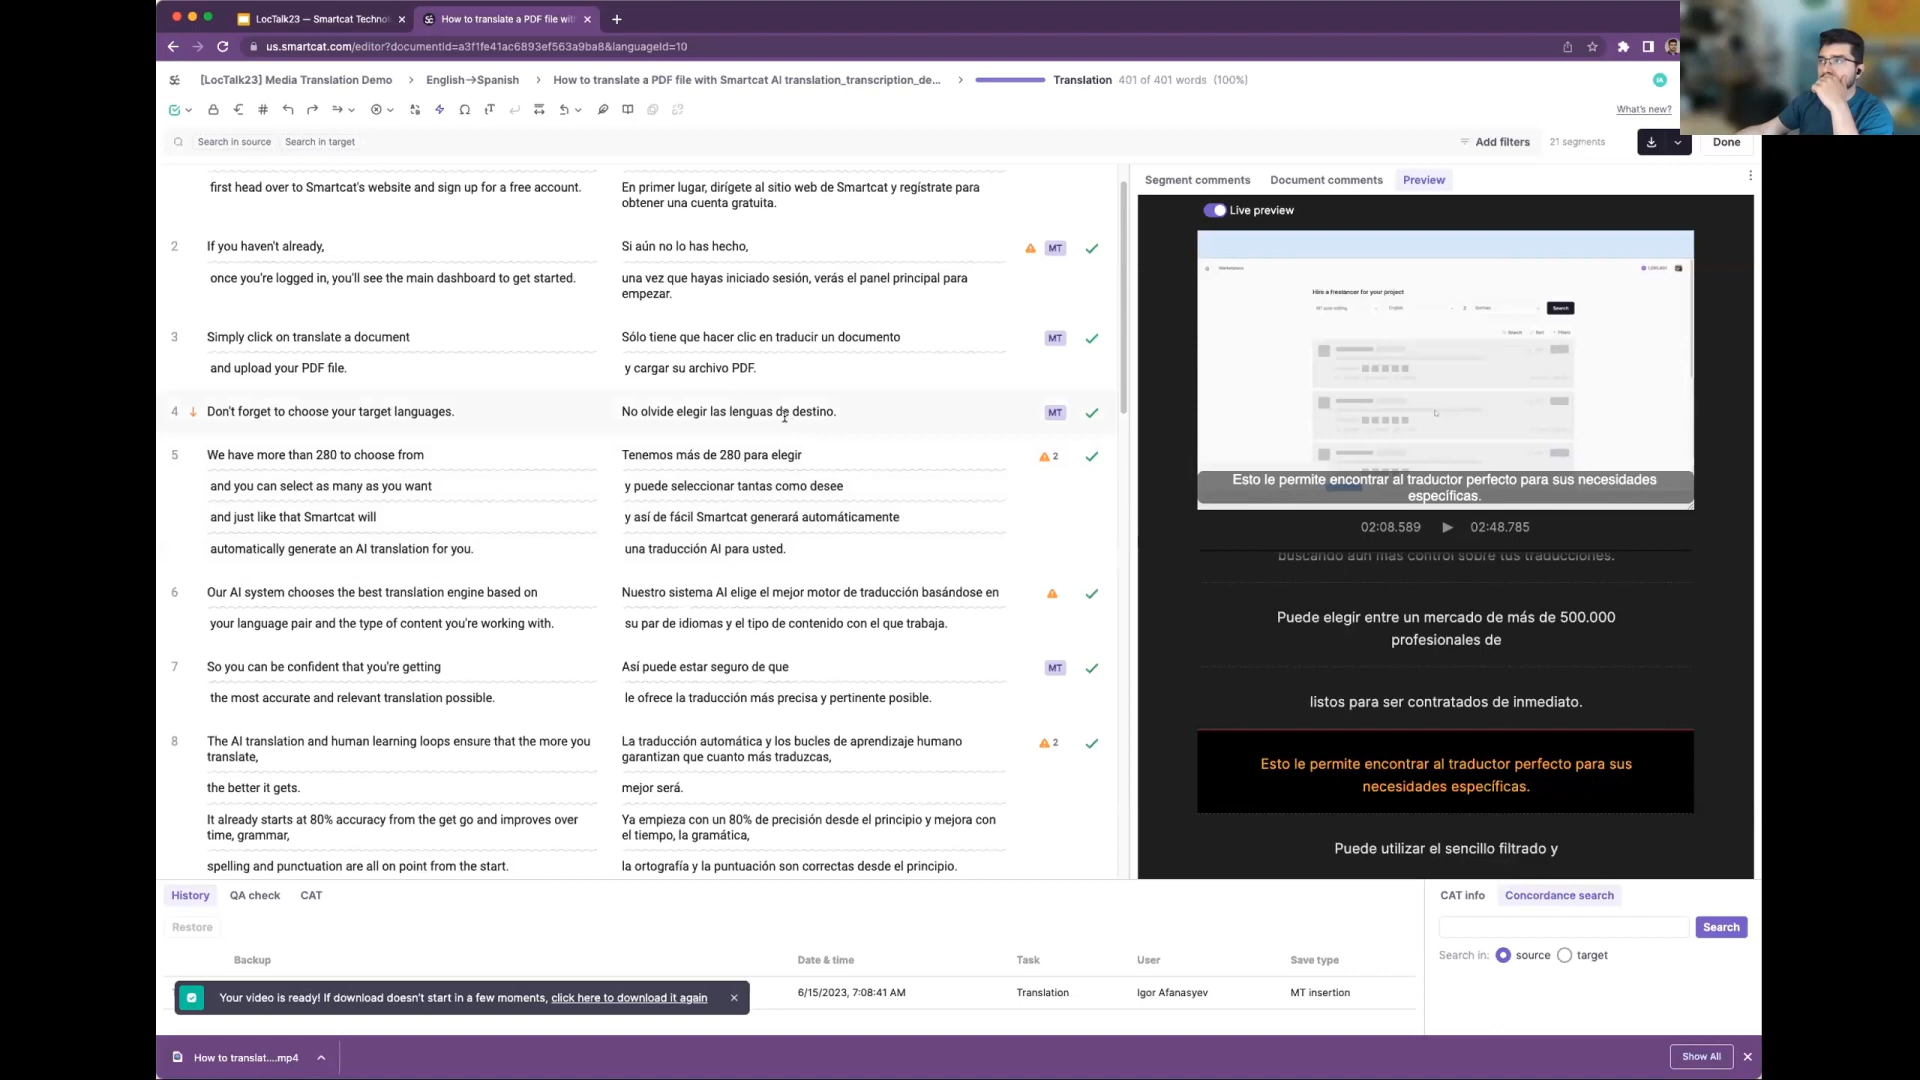 LocTalk23 — Smartcat Technol
How to translate a PDF file wit
us.smartcat.com/editor?documentId=a3f1fe41ac6893ef563a9ba8&languageId=10
[LocTalk23] Media Translation Demo > English→Spanish > How to translate a PDF file with Smartcat AI translation_transcription_de... > Translation 401 of 401 words (100%)
IA
What's new?
Search in source Search in target
Add filters 21 segments Done
first head over to Smartcat's website and sign up for a free account.
En primer lugar, dirígete al sitio web de Smartcat y regístrate para
obtener una cuenta gratuita.
2 If you haven't already, Si aún no lo has hecho, MT
once you're logged in, you'll see the main dashboard to get started.
una vez que hayas iniciado sesión, verás el panel principal para
empezar.
3 Simply click on translate a document Sólo tiene que hacer clic en traducir un documento MT
and upload your PDF file. y cargar su archivo PDF.
4 Don't forget to choose your target languages. No olvide elegir las lenguas de destino. MT
5 We have more than 280 to choose from Tenemos más de 280 para elegir 2
and you can select as many as you want y puede seleccionar tantas como desee
and just like that Smartcat will y así de fácil Smartcat generará automáticamente
automatically generate an AI translation for you. una traducción AI para usted.
6 Our AI system chooses the best translation engine based on Nuestro sistema AI elige el mejor motor de traducción basándose en
your language pair and the type of content you're working with. su par de idiomas y el tipo de contenido con el que trabaja.
7 So you can be confident that you're getting Así puede estar seguro de que MT
the most accurate and relevant translation possible. le ofrece la traducción más precisa y pertinente posible.
8 The AI translation and human learning loops ensure that the more you
translate,
La traducción automática y los bucles de aprendizaje humano
garantizan que cuanto más traduzcas,
2
the better it gets. mejor será.
It already starts at 80% accuracy from the get go and improves over
time, grammar,
Ya empieza con un 80% de precisión desde el principio y mejora con
el tiempo, la gramática,
spelling and punctuation are all on point from the start. la ortografía y la puntuación son correctas desde el principio.
Segment comments Document comments Preview
Live preview
Marketplace
Hire a freelancer for your project
English German Search
Search Sort Filters
Esto le permite encontrar al traductor perfecto para sus necesidades
específicas.
02:08.589 02:48.785
buscando aún más control sobre tus traducciones.
Puede elegir entre un mercado de más de 500.000
profesionales de
listos para ser contratados de inmediato.
Esto le permite encontrar al traductor perfecto para sus
necesidades específicas.
Puede utilizar el sencillo filtrado y
History QA check CAT
Restore
Backup Date & time Task User Save type
6/15/2023, 7:08:41 AM Translation Igor Afanasyev MT insertion
Your video is ready! If download doesn't start in a few moments, click here to download it again
CAT info Concordance search
Search
Search in: source target
How to translat....mp4
Show All